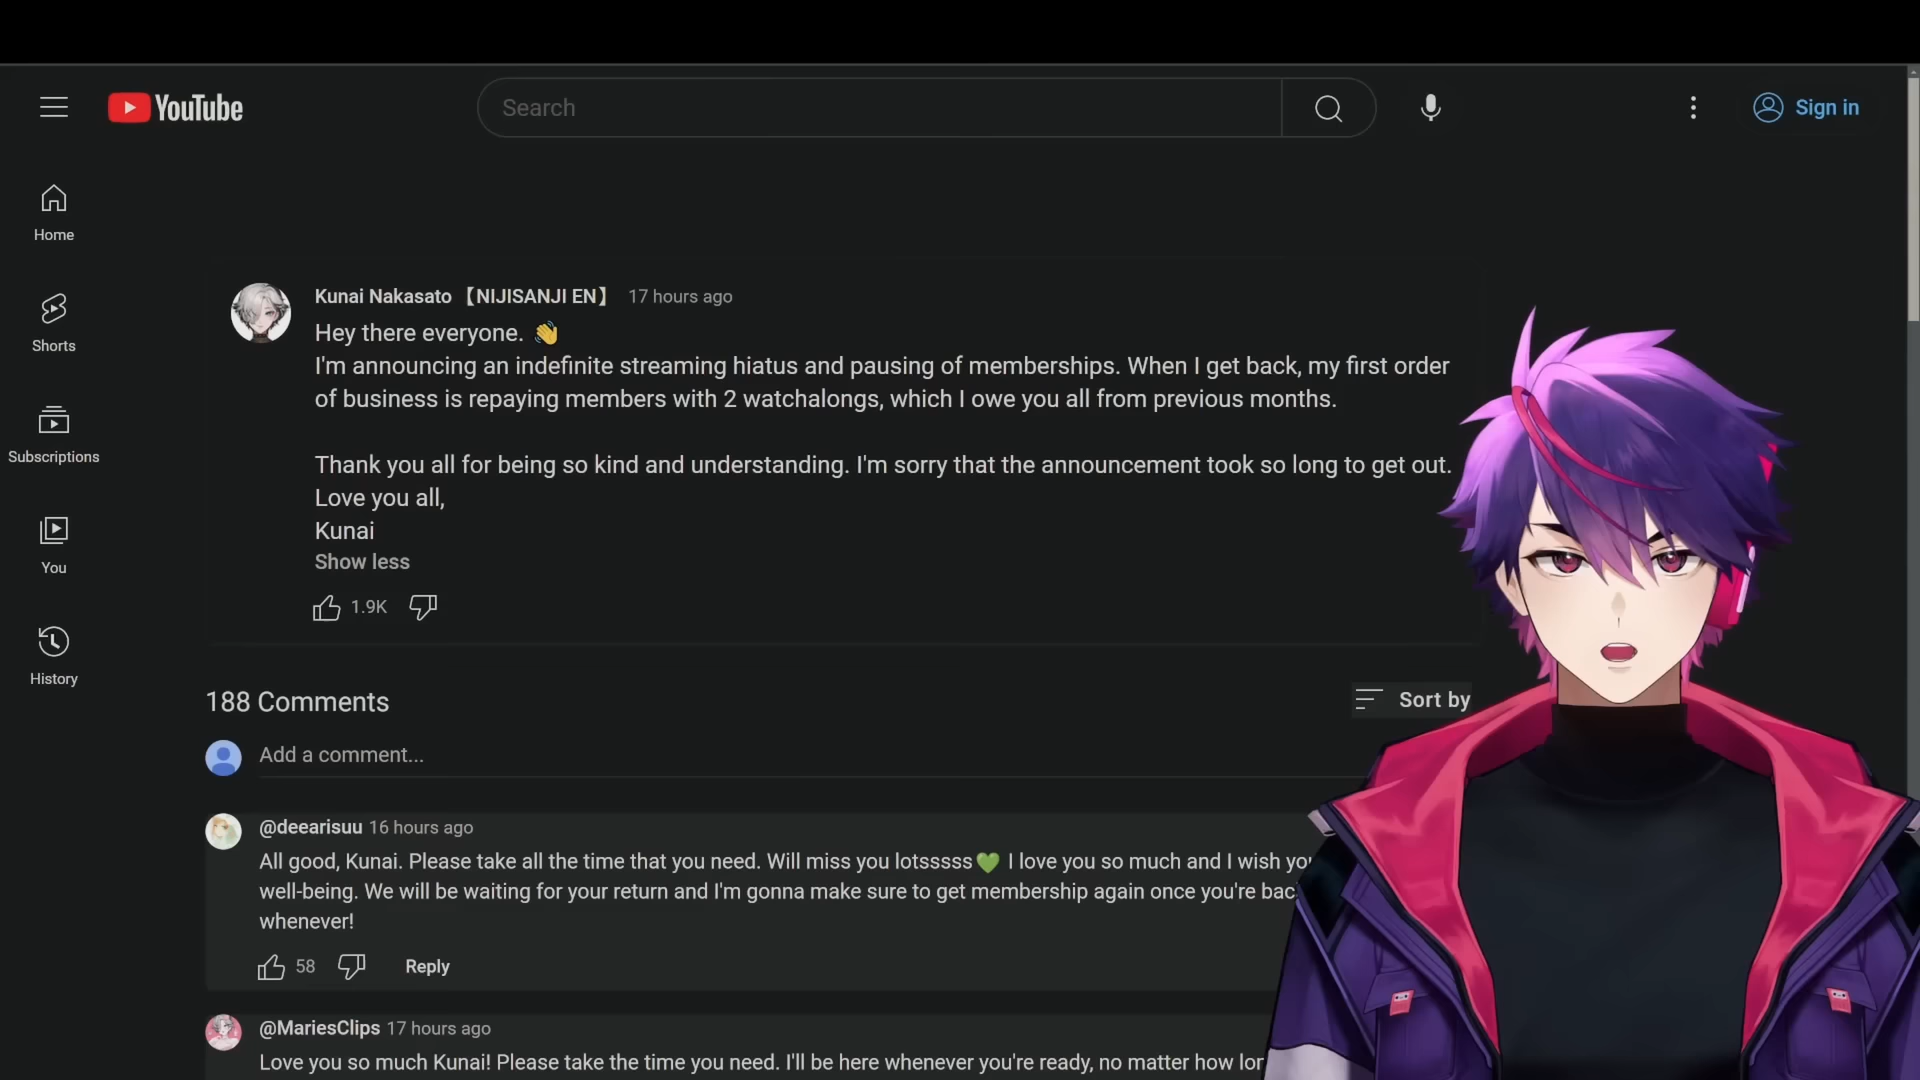 YouTube
Search
Sign in
Home
Shorts
Subscriptions
You
History
Kunai Nakasato 【NIJISANJI EN】 17 hours ago
Hey there everyone. 👋
I'm announcing an indefinite streaming hiatus and pausing of memberships. When I get back, my first order
of business is repaying members with 2 watchalongs, which I owe you all from previous months.
Thank you all for being so kind and understanding. I'm sorry that the announcement took so long to get out.
Love you all,
Kunai
Show less
1.9K
188 Comments
Sort by
Add a comment...
@deearisuu 16 hours ago
All good, Kunai. Please take all the time that you need. Will miss you lotsssss💚 I love you so much and I wish
well-being. We will be waiting for your return and I'm gonna make sure to get membership again once you're
whenever!
58
Reply
@MariesClips 17 hours ago
Love you so much Kunai! Please take the time you need. I'll be here whenever you're ready, no matter how